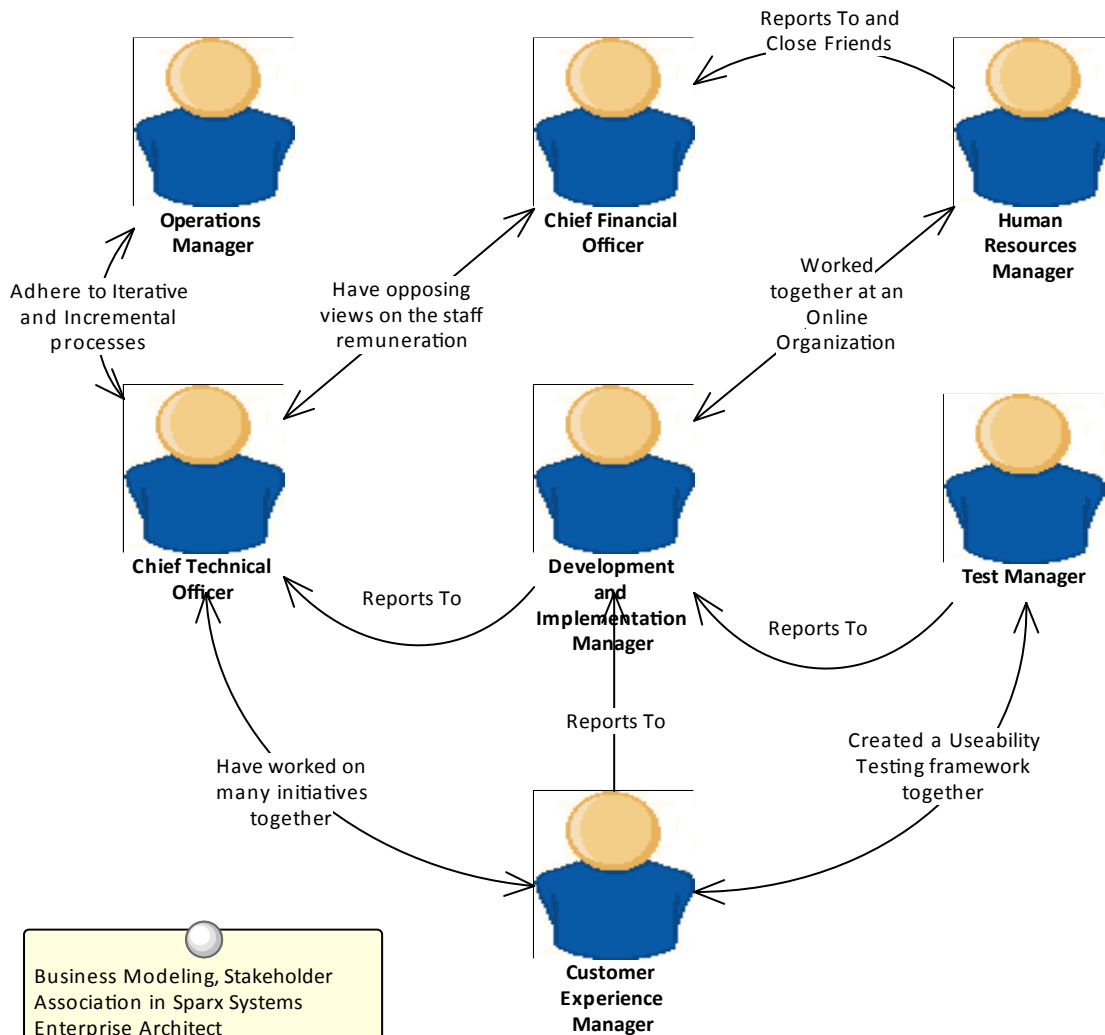 Reports To and
Close Friends
Operations
Manager
Chief Financial
Officer
Human
Resources
Manager
Adhere to Iterative
and Incremental
processes
Have opposing
views on the staff
remuneration
Worked
together at an
Online
Organization
Chief Technical
Officer
Development
and
Implementation
Manager
Test Manager
Reports To
Reports To
Reports To
Have worked on
many initiatives
together
Created a Useability
Testing framework
together
Customer
Experience
Manager
Business Modeling, Stakeholder
Association in Sparx Systems
Enterprise Architect